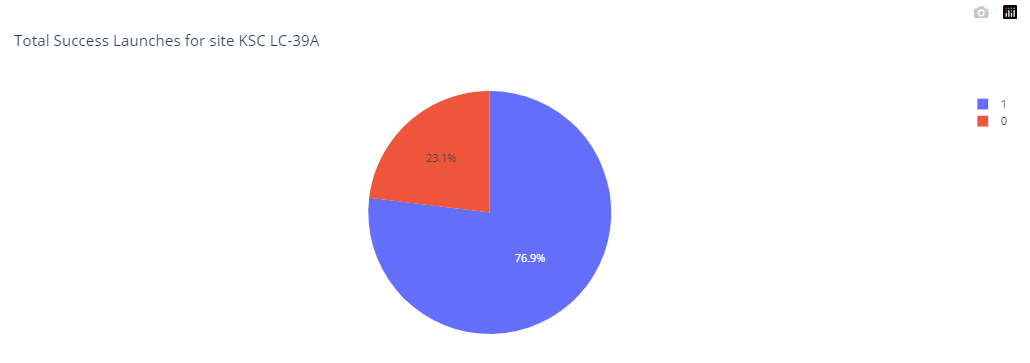 Total Success Launches for site KSC LC-39A
1
0
23.1%
76.9%